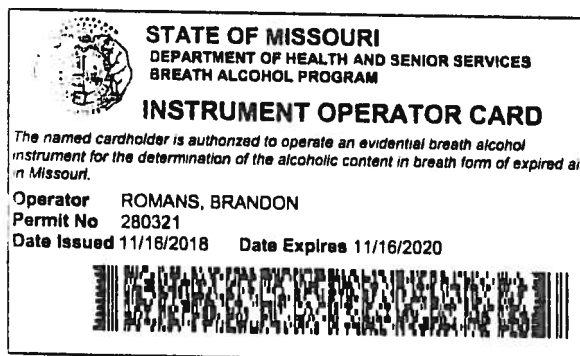 STATE OF MISSOURI
DEPARTMENT OF HEALTH AND SENIOR SERVICES
BREATH ALCOHOL PROGRAM
INSTRUMENT OPERATOR CARD
The named cardholder is authorized to operate an evidential breath alcohol
instrument for the determination of the alcoholic content in breath form of expired ai
in Missouri.
Operator ROMANS, BRANDON
Permit No 280321
Date Issued 11/16/2018 Date Expires 11/16/2020